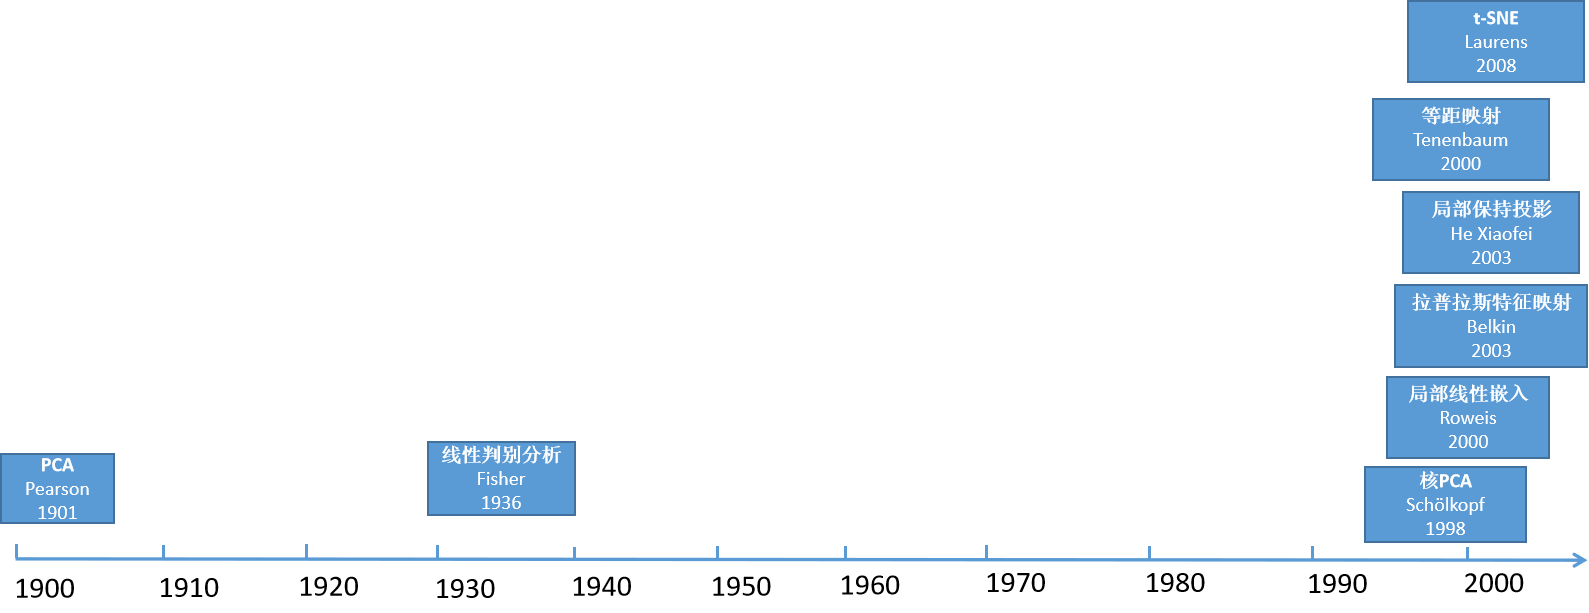 t-SNE
Laurens
2008
等距映射
Tenenbaum
2000
局部保持投影
He Xiaofei
2003
拉普拉斯特征映射
Belkin
2003
局部线性嵌入
Roweis
2000
PCA
Pearson
1901
线性判别分析
Fisher
1936
核PCA
Schölkopf
1998
1900 1910 1920 1930 1940 1950 1960 1970 1980 1990 2000